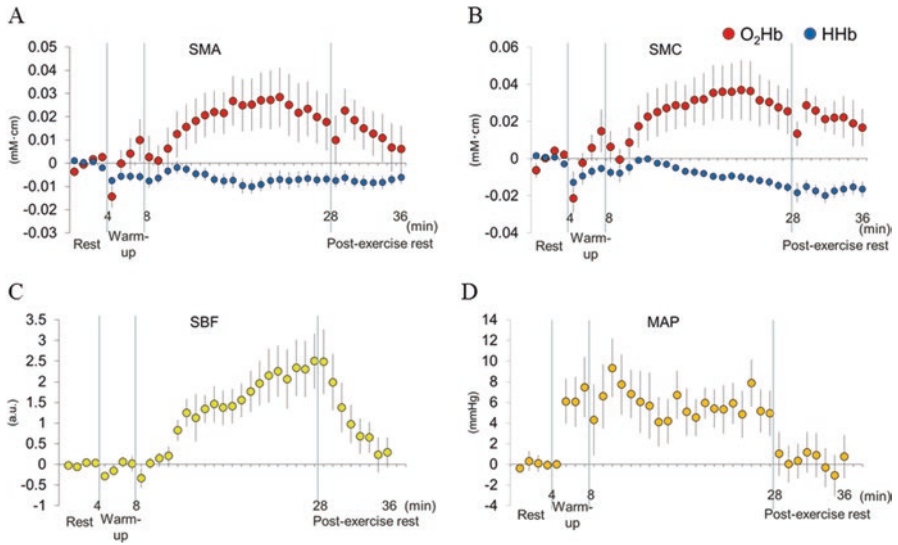 A
SMA
0.05
0.04
0.03
0.02
0.01
0
-0.01
-0.02
-0.03
(mM·cm)
4
8
28
36
(min)
Rest
Warm-
up
Post-exercise rest
B
SMC
O₂Hb
HHb
0.06
0.04
0.02
0
-0.02
-0.04
(mM·cm)
4
8
28
36
(min)
Rest
Warm-
up
Post-exercise rest
C
SBF
3.5
3
2.5
2
1.5
1
0.5
0
-0.5
-1
(a.u.)
4
8
28
36
(min)
Rest
Warm-
up
Post-exercise rest
D
MAP
14
12
10
8
6
4
2
0
-2
-4
-6
(mmHg)
4
8
28
36
(min)
Rest
Warm-
up
Post-exercise rest